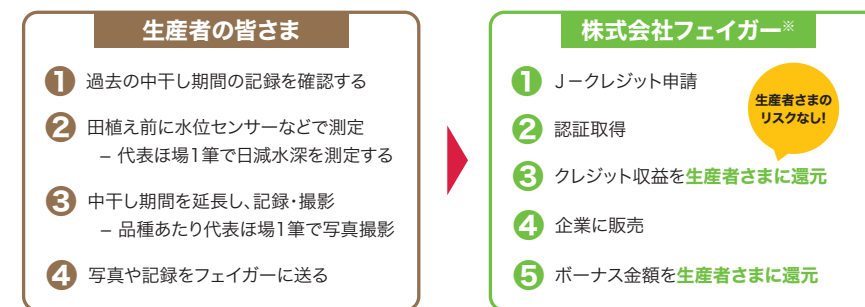 生産者の皆さま
1 過去の中干し期間の記録を確認する
2 田植え前に水位センサーなどで測定
− 代表ほ場1筆で日減水深を測定する
3 中干し期間を延長し、記録・撮影
− 品種あたり代表ほ場1筆で写真撮影
4 写真や記録をフェイガーに送る
株式会社フェイガー※
1 J−クレジット申請
生産者さまの
リスクなし!
2 認証取得
3 クレジット収益を生産者さまに還元
4 企業に販売
5 ボーナス金額を生産者さまに還元